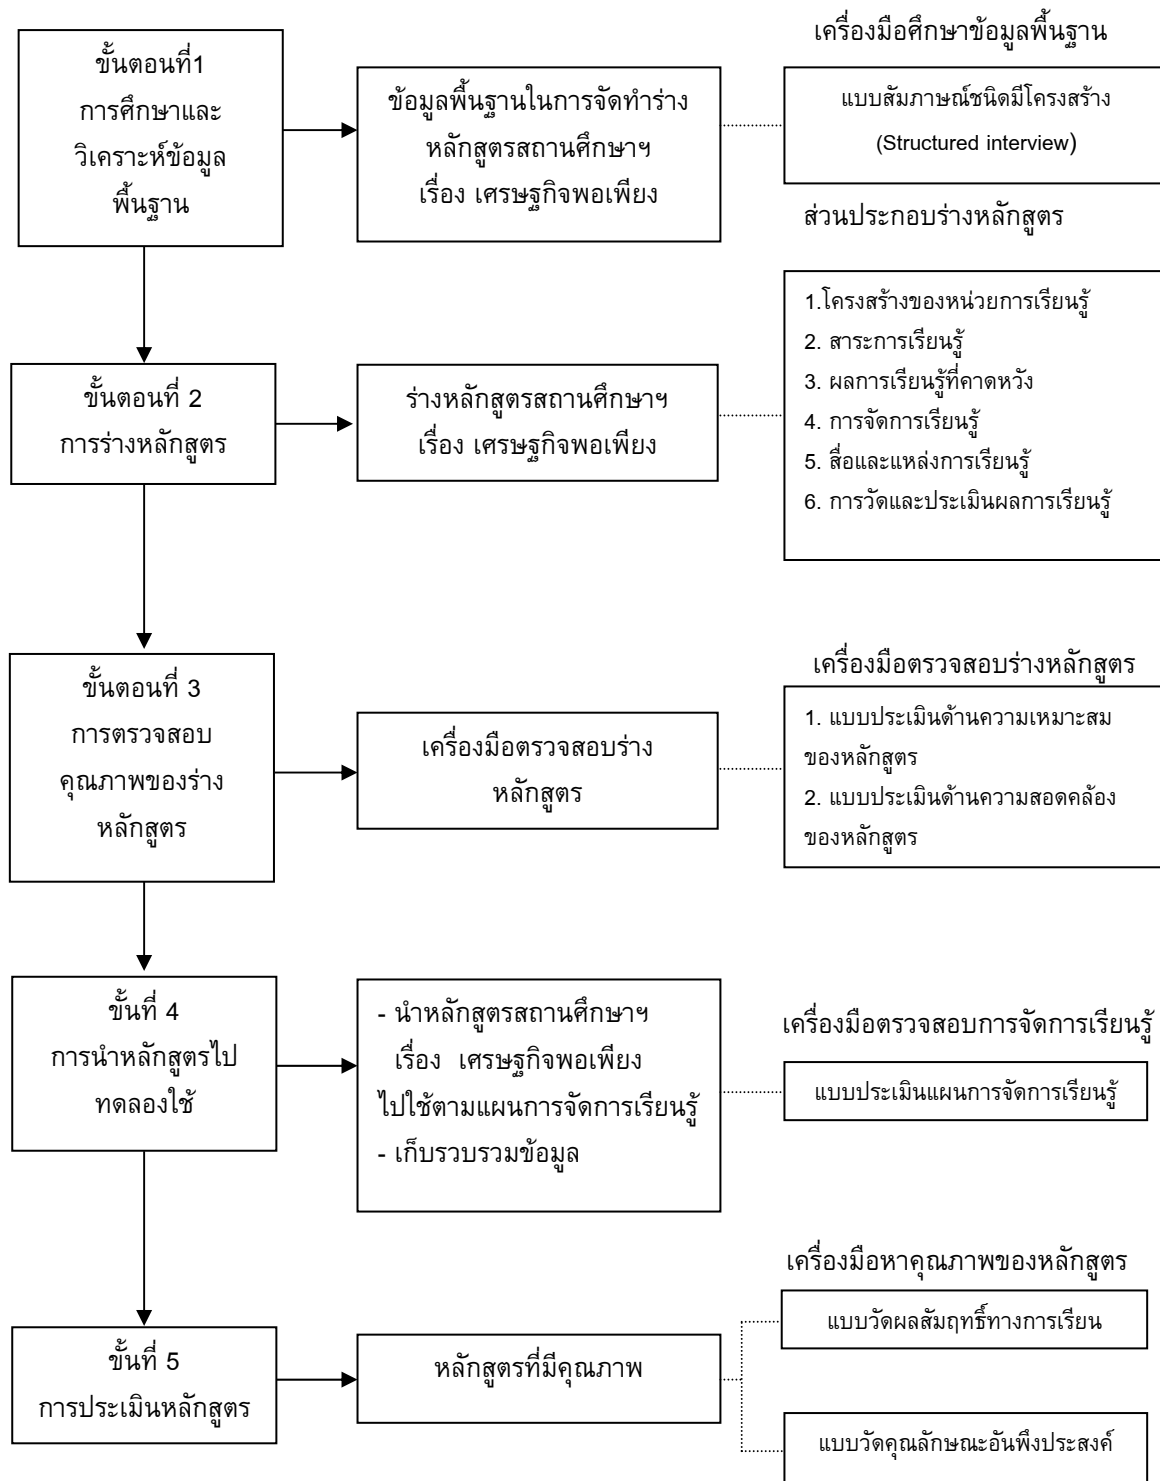 เครื่องมือศึกษาข้อมูลพื้นฐาน
ขั้นตอนที่1
การศึกษาและ
วิเคราะห์ข้อมูล
พื้นฐาน
ข้อมูลพื้นฐานในการจัดทำร่าง
หลักสูตรสถานศึกษาฯ
เรื่อง เศรษฐกิจพอเพียง
แบบสัมภาษณ์ชนิดมีโครงสร้าง
(Structured interview)
ส่วนประกอบร่างหลักสูตร
ขั้นตอนที่ 2
การร่างหลักสูตร
ร่างหลักสูตรสถานศึกษาฯ
เรื่อง เศรษฐกิจพอเพียง
1.โครงสร้างของหน่วยการเรียนรู้
2. สาระการเรียนรู้
3. ผลการเรียนรู้ที่คาดหวัง
4. การจัดการเรียนรู้
5. สื่อและแหล่งการเรียนรู้
6. การวัดและประเมินผลการเรียนรู้
เครื่องมือตรวจสอบร่างหลักสูตร
ขั้นตอนที่ 3
การตรวจสอบ
คุณภาพของร่าง
หลักสูตร
เครื่องมือตรวจสอบร่าง
หลักสูตร
1. แบบประเมินด้านความเหมาะสม
ของหลักสูตร
2. แบบประเมินด้านความสอดคล้อง
ของหลักสูตร
ขั้นที่ 4
การนำหลักสูตรไป
ทดลองใช้
- นำหลักสูตรสถานศึกษาฯ
เรื่อง เศรษฐกิจพอเพียง
ไปใช้ตามแผนการจัดการเรียนรู้
- เก็บรวบรวมข้อมูล
เครื่องมือตรวจสอบการจัดการเรียนรู้
แบบประเมินแผนการจัดการเรียนรู้
เครื่องมือหาคุณภาพของหลักสูตร
ขั้นที่ 5
การประเมินหลักสูตร
หลักสูตรที่มีคุณภาพ
แบบวัดผลสัมฤทธิ์ทางการเรียน
แบบวัดคุณลักษณะอันพึงประสงค์